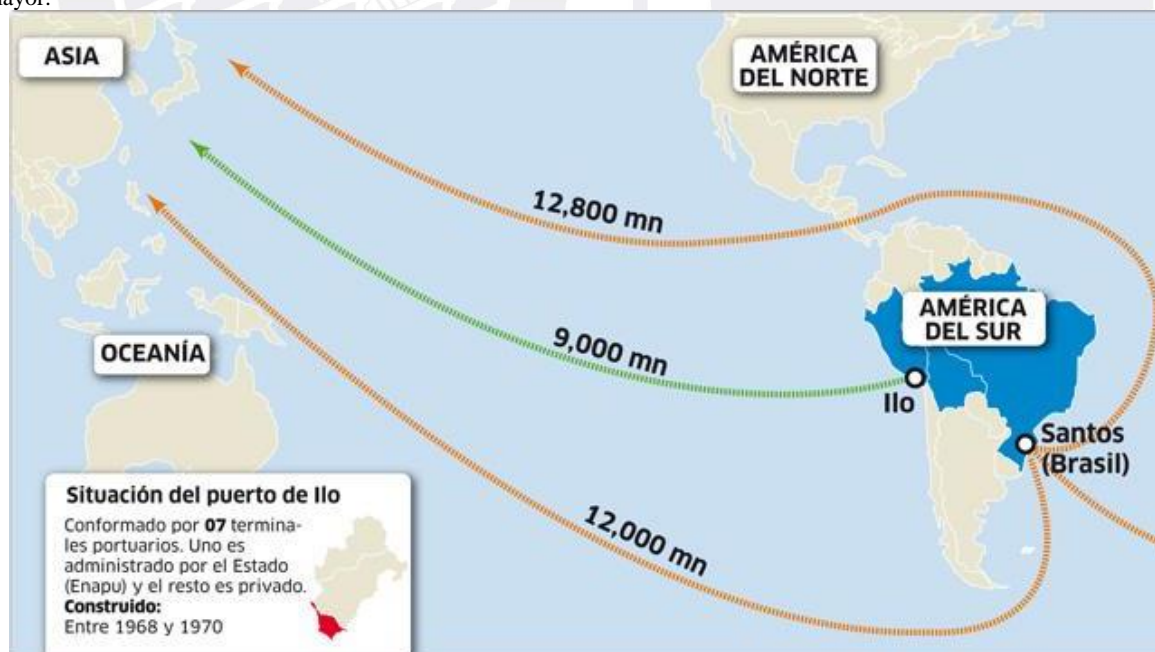 ASIA
AMÉRICA
DEL NORTE
12,800 mn
9,000 mn
AMÉRICA
DEL SUR
OCEANÍA
Ilo
Santos
(Brasil)
12,000 mn
Situación del puerto de Ilo
Conformado por 07 termina-
les portuarios. Uno es
administrado por el Estado
(Enapu) y el resto es privado.
Construido:
Entre 1968 y 1970